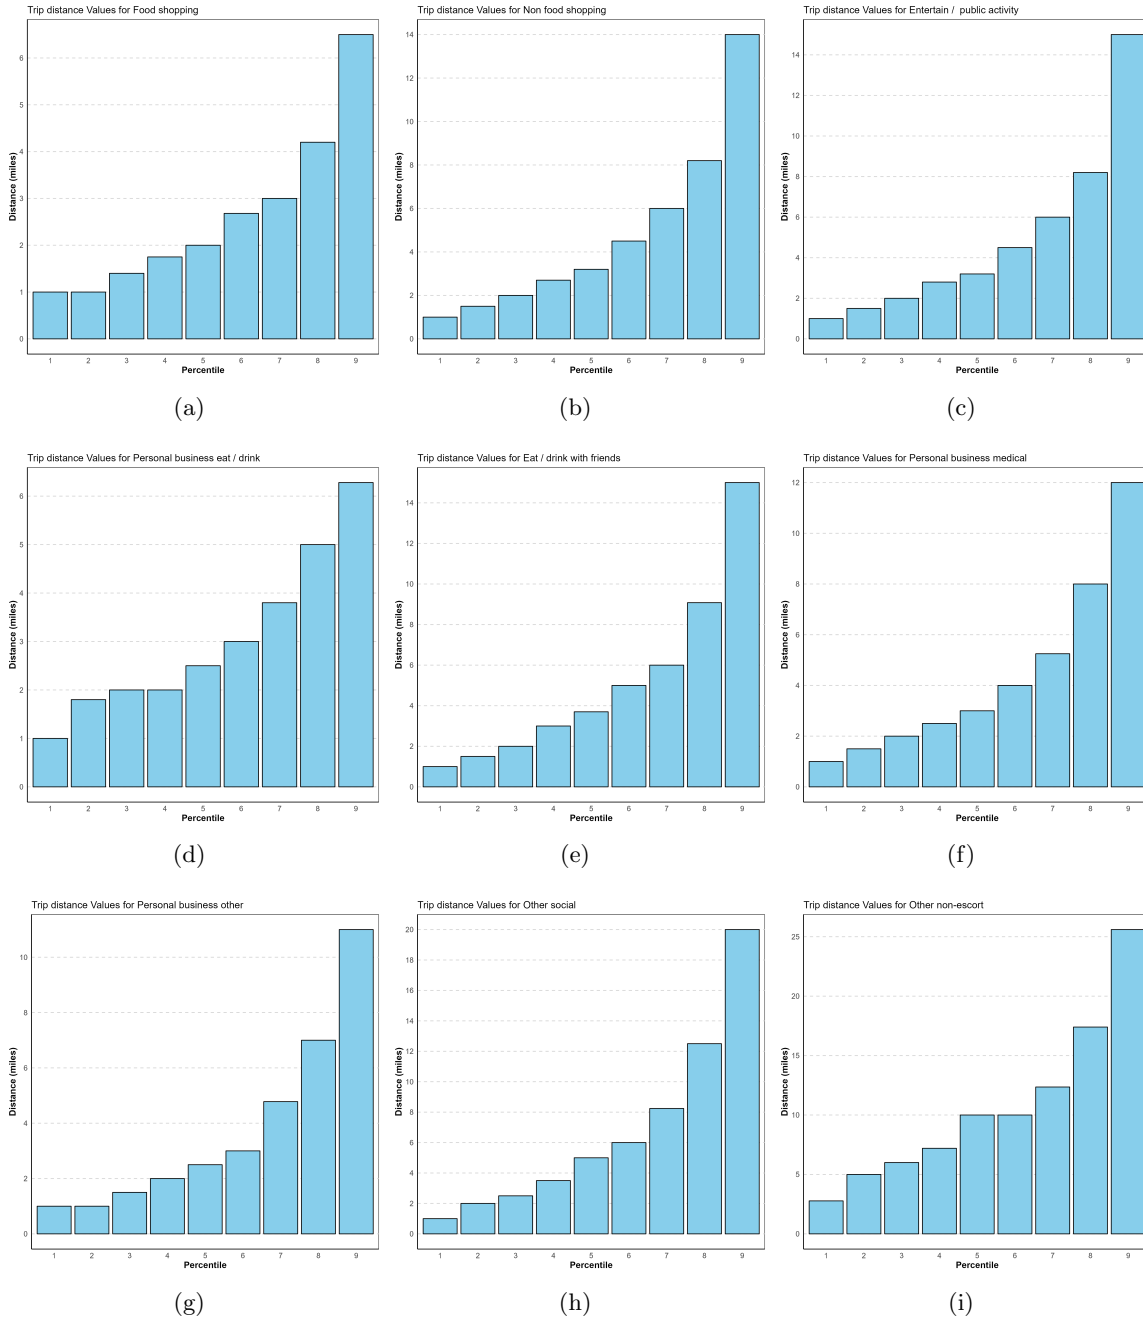 Trip distance Values for Food shopping
Distance (miles)
6
5
4
3
2
1
0
1 2 3 4 5 6 7 8 9
Percentile
(a)
Trip distance Values for Non food shopping
Distance (miles)
14
12
10
8
6
4
2
0
1 2 3 4 5 6 7 8 9
Percentile
(b)
Trip distance Values for Entertain / public activity
Distance (miles)
14
12
10
8
6
4
2
0
1 2 3 4 5 6 7 8 9
Percentile
(c)
Trip distance Values for Personal business eat / drink
Distance (miles)
6
5
4
3
2
1
0
1 2 3 4 5 6 7 8 9
Percentile
(d)
Trip distance Values for Eat / drink with friends
Distance (miles)
14
12
10
8
6
4
2
0
1 2 3 4 5 6 7 8 9
Percentile
(e)
Trip distance Values for Personal business medical
Distance (miles)
12
10
8
6
4
2
0
1 2 3 4 5 6 7 8 9
Percentile
(f)
Trip distance Values for Personal business other
Distance (miles)
10
8
6
4
2
0
1 2 3 4 5 6 7 8 9
Percentile
(g)
Trip distance Values for Other social
Distance (miles)
20
18
16
14
12
10
8
6
4
2
0
1 2 3 4 5 6 7 8 9
Percentile
(h)
Trip distance Values for Other non-escort
Distance (miles)
25
20
15
10
5
0
1 2 3 4 5 6 7 8 9
Percentile
(i)